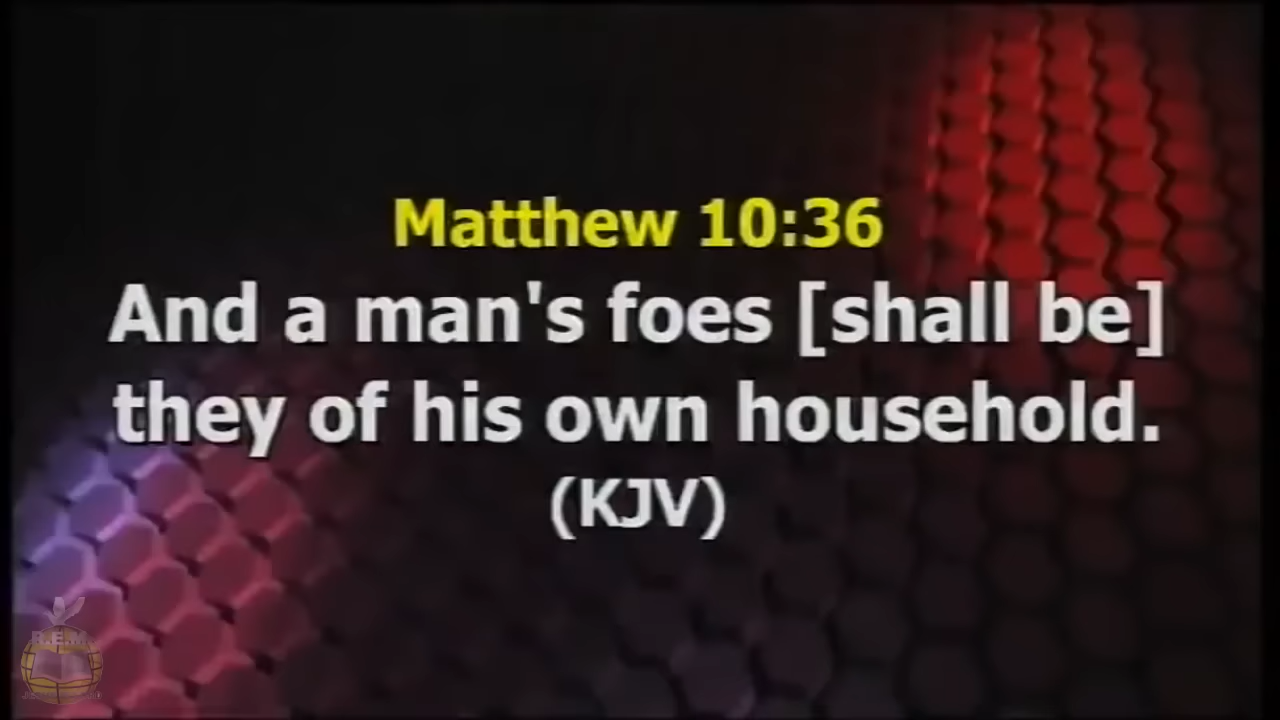 Matthew 10:36
And a man's foes [shall be]
they of his own household.
(KJV)
R.E.M.